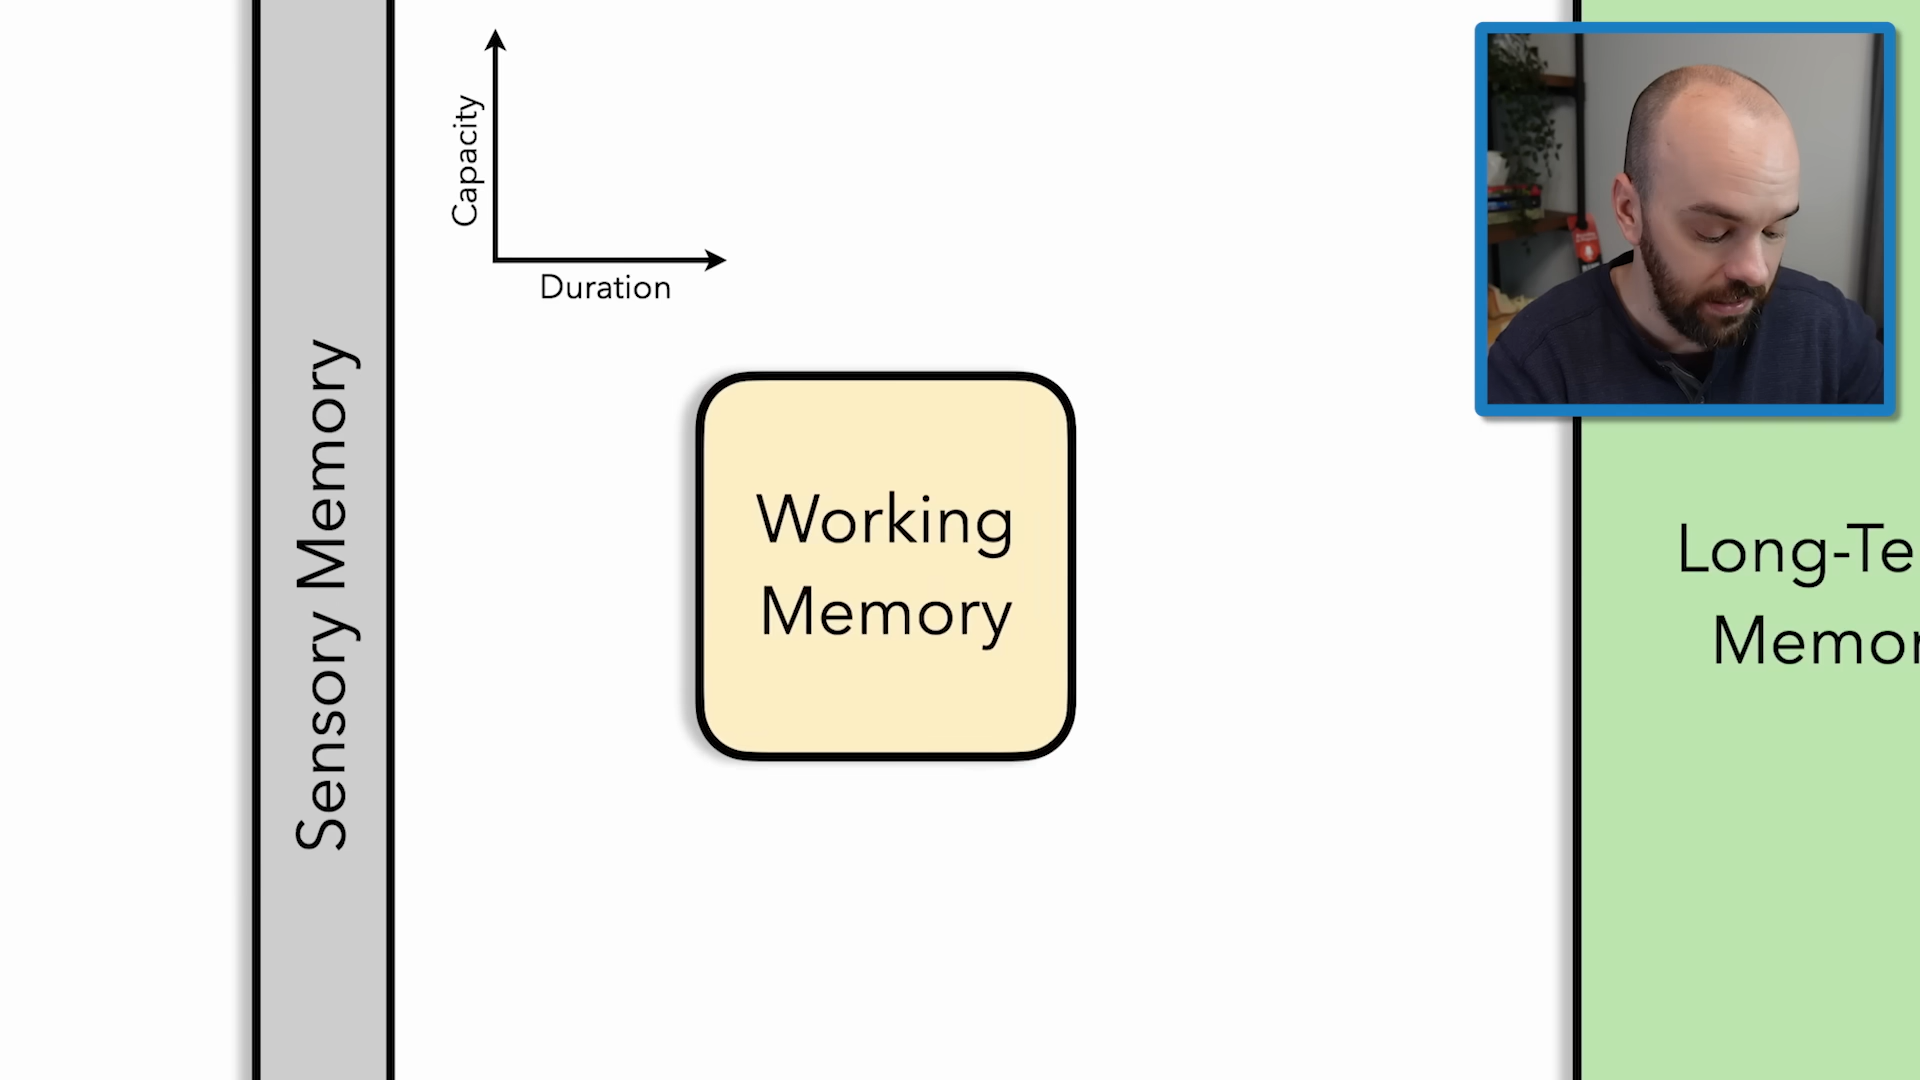 Capacity
Duration
Sensory Memory
Working
Memory
Long-Te
Memor